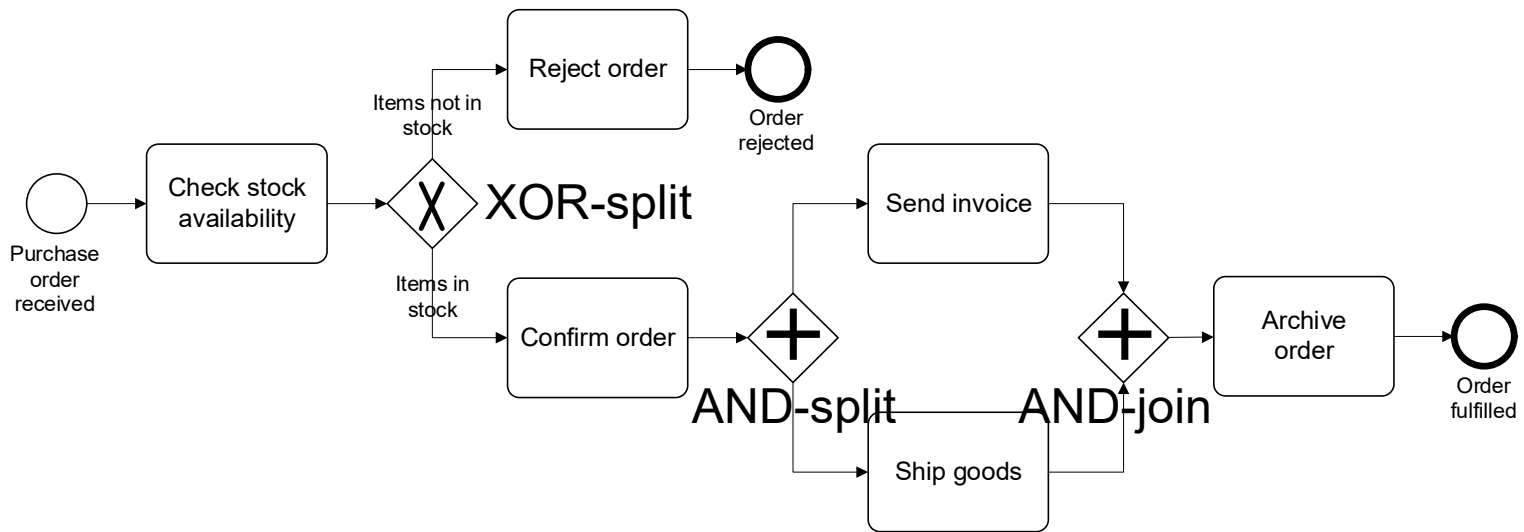 Reject order
Items not in
stock
Order
rejected
Purchase
order
received
Check stock
availability
X
XOR-split
Items in
stock
Confirm order
Send invoice
AND-split
AND-join
Ship goods
Archive
order
Order
fulfilled